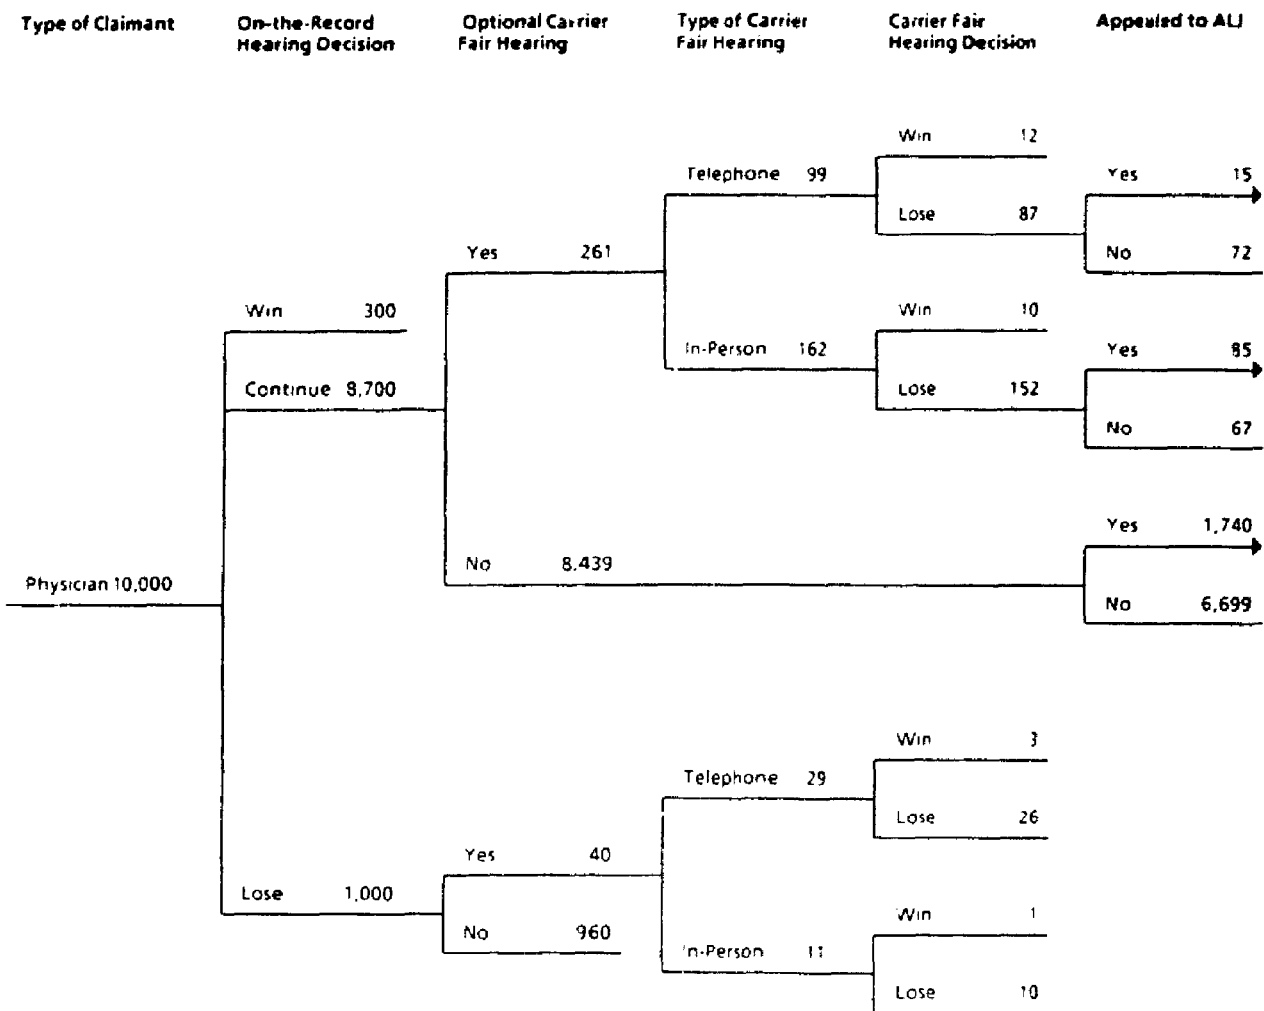 Type of Claimant
On-the-Record
Hearing Decision
Optional Carrier
Fair Hearing
Type of Carrier
Fair Hearing
Carrier Fair
Hearing Decision
Appealed to ALJ
Win 12
Telephone 99
Yes 15
Lose 87
Yes 261
No 72
Win 300
Win 10
In-Person 162
Yes 85
Continue 8,700
Lose 152
No 67
Yes 1,740
No 8,439
Physician 10,000
No 6,699
Win 3
Telephone 29
Lose 26
Yes 40
Lose 1,000
Win 1
No 960
In-Person 11
Lose 10